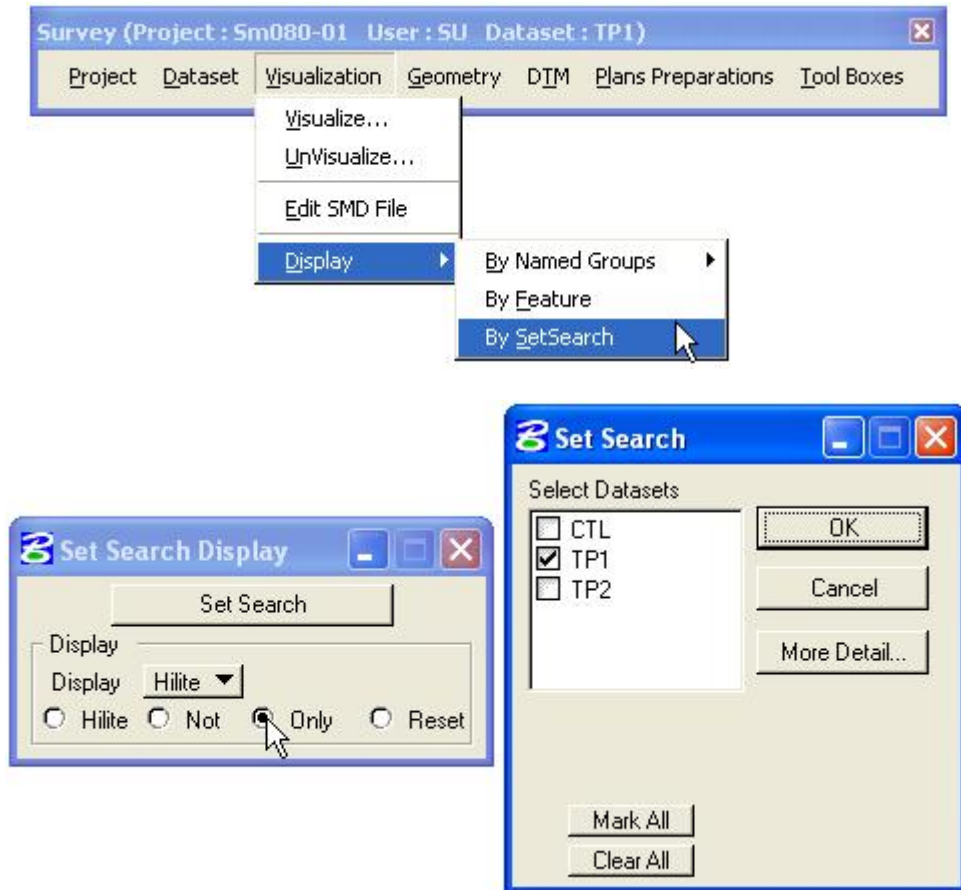 Survey (Project : Sm080-01 User : SU Dataset : TP1)
Project Dataset Visualization Geometry DTM Plans Preparations Tool Boxes
Visualize...
UnVisualize...
Edit SMD File
Display
By Named Groups
By Feature
By SetSearch
Set Search Display
Set Search
Display
Display Hilite
Hilite Not Only Reset
Set Search
Select Datasets
CTL
TP1
TP2
OK
Cancel
More Detail...
Mark All
Clear All